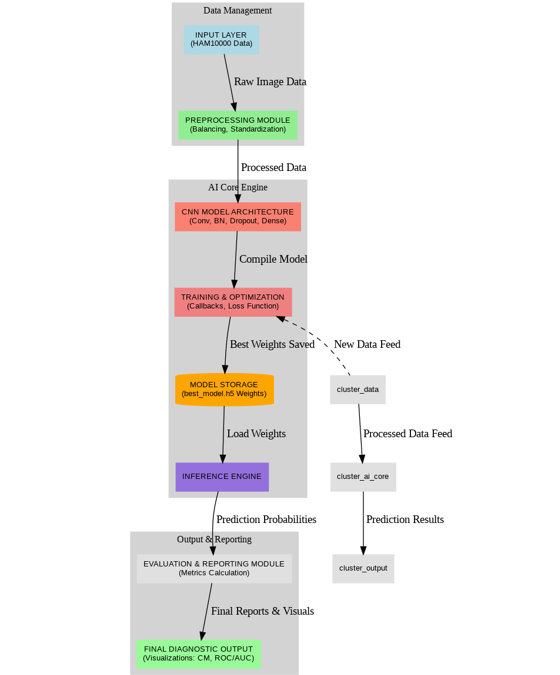 Data Management
INPUT LAYER
(HAM10000 Data)
Raw Image Data
PREPROCESSING MODULE
(Balancing, Standardization)
Processed Data
AI Core Engine
CNN MODEL ARCHITECTURE
(Conv, BN, Dropout, Dense)
Compile Model
TRAINING & OPTIMIZATION
(Callbacks, Loss Function)
Best Weights Saved
New Data Feed
MODEL STORAGE
(best_model.h5 Weights)
cluster_data
Load Weights
Processed Data Feed
INFERENCE ENGINE
cluster_ai_core
Prediction Probabilities
Prediction Results
Output & Reporting
EVALUATION & REPORTING MODULE
(Metrics Calculation)
cluster_output
Final Reports & Visuals
FINAL DIAGNOSTIC OUTPUT
(Visualizations: CM, ROC/AUC)